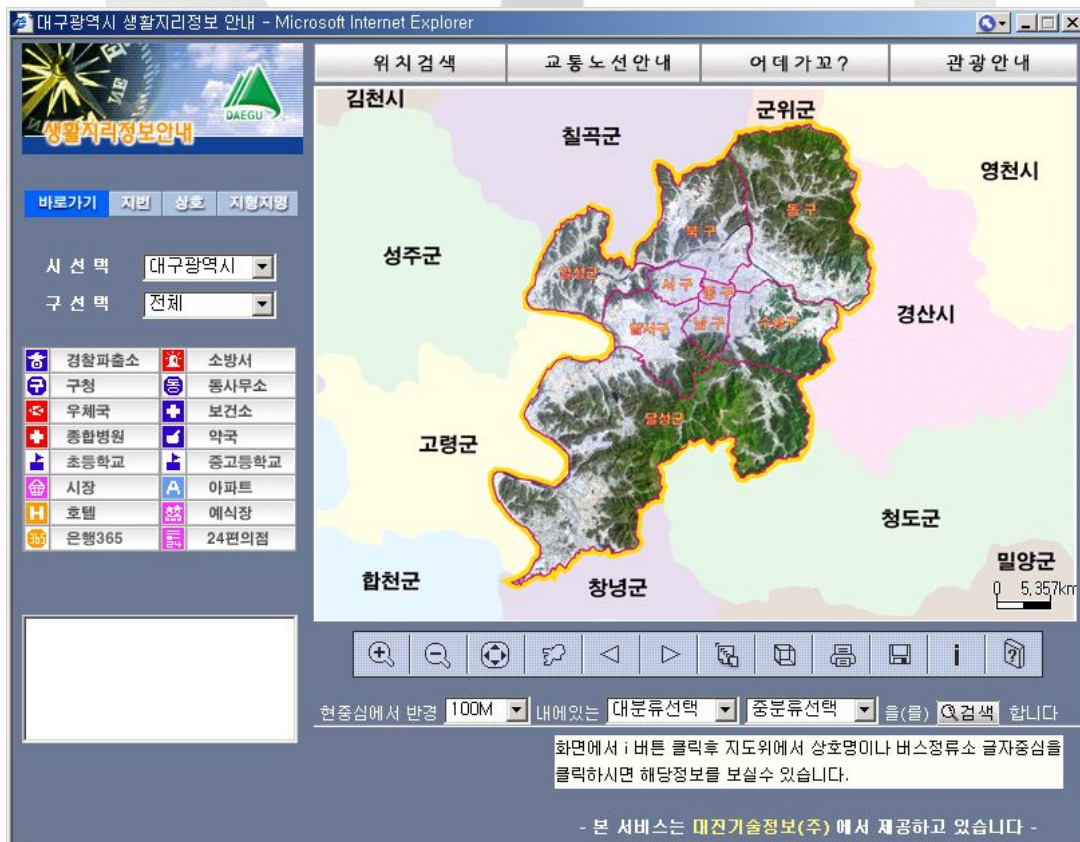 대구광역시 생활지리정보 안내 - Microsoft Internet Explorer
DAEGU
생활지리정보안내
위치검색 교통노선안내 어데가꼬? 관광안내
바로가기 지번 상호 지형지명
시 선택 대구광역시
구 선택 전체
경찰파출소 소방서
구청 동사무소
우체국 보건소
종합병원 약국
초등학교 중고등학교
시장 아파트
호텔 예식장
은행365 24편의점
김천시
군위군
칠곡군
영천시
동구
북구
성주군
달성군
서구
중구
경산시
달서구
남구
수성구
달성군
고령군
청도군
밀양군
합천군
창녕군
0 5,357km
현중심에서 반경 100M 내에있는 대분류선택 중분류선택 을(를) 검색 합니다
화면에서 i 버튼 클릭후 지도위에서 상호명이나 버스정류소 글자중심을
클릭하시면 해당정보를 보실수 있습니다.
- 본 서비스는 대진기술정보(주) 에서 제공하고 있습니다 -